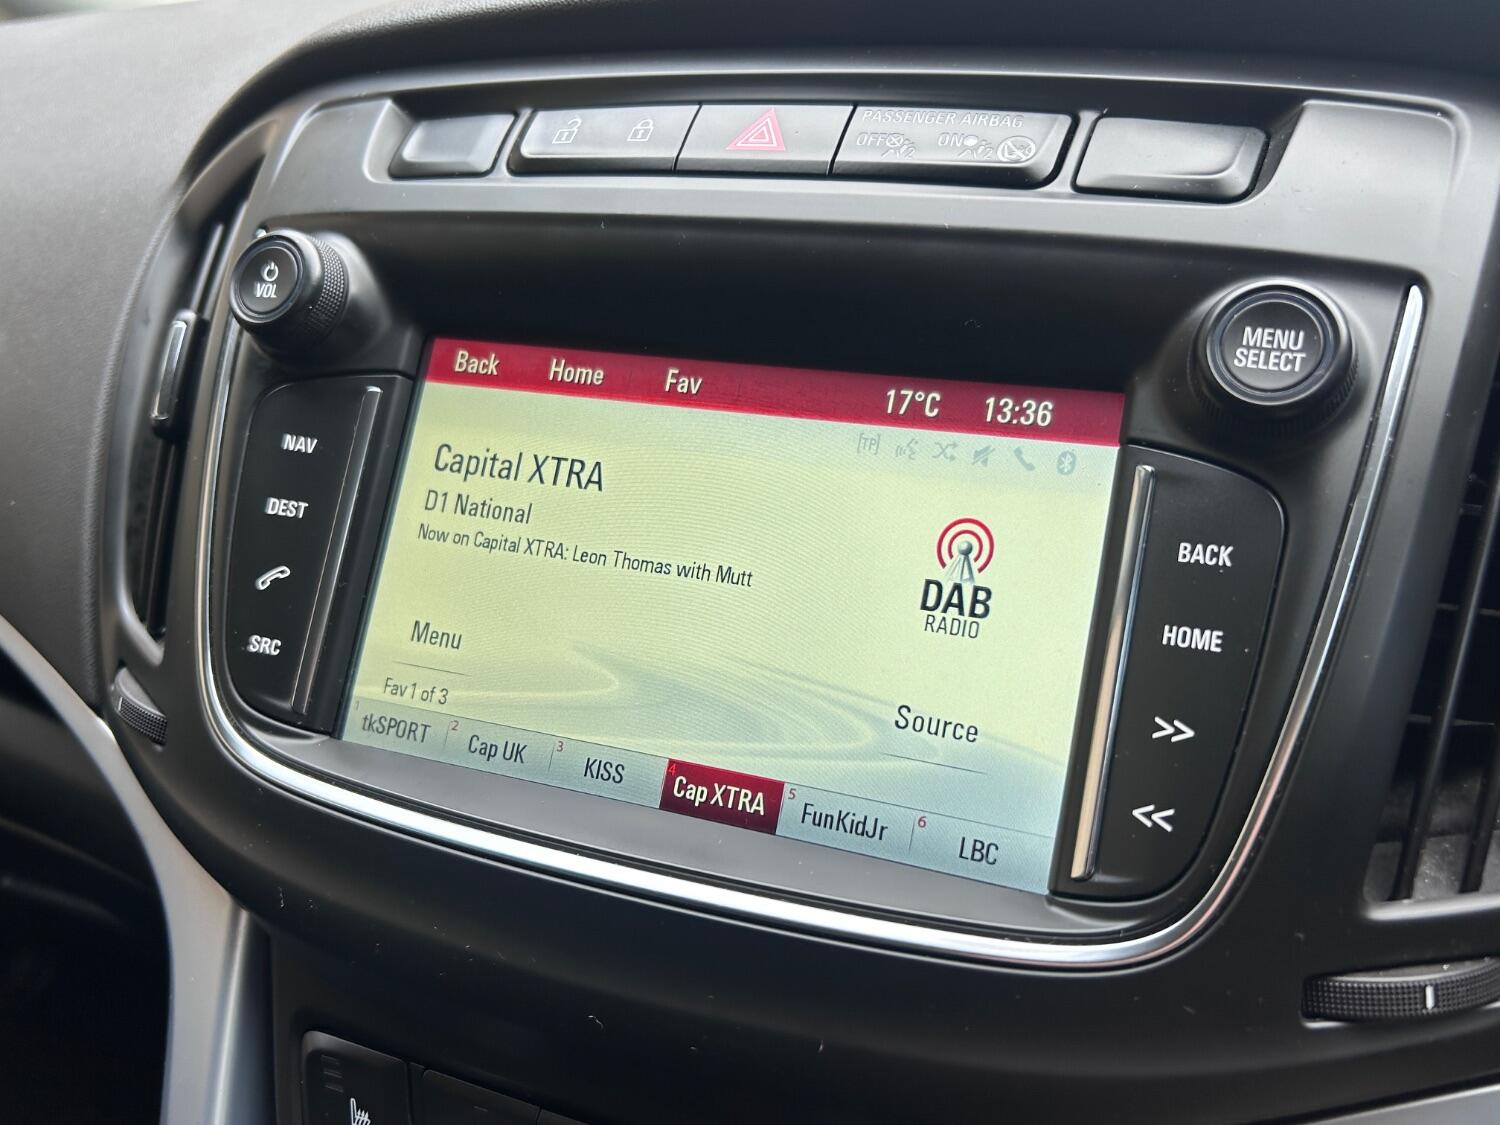 PASSENGER AIRBAG
OFF ON
VOL
MENU
SELECT
Back Home Fav 17°C 13:36
[TP]
Capital XTRA
D1 National
Now on Capital XTRA: Leon Thomas with Mutt
DAB
RADIO
Menu
Source
Fav 1 of 3
1 tkSPORT 2 Cap UK 3 KISS 4 Cap XTRA 5 FunKidJr 6 LBC
NAV
DEST
SRC
BACK
HOME
>>
<<